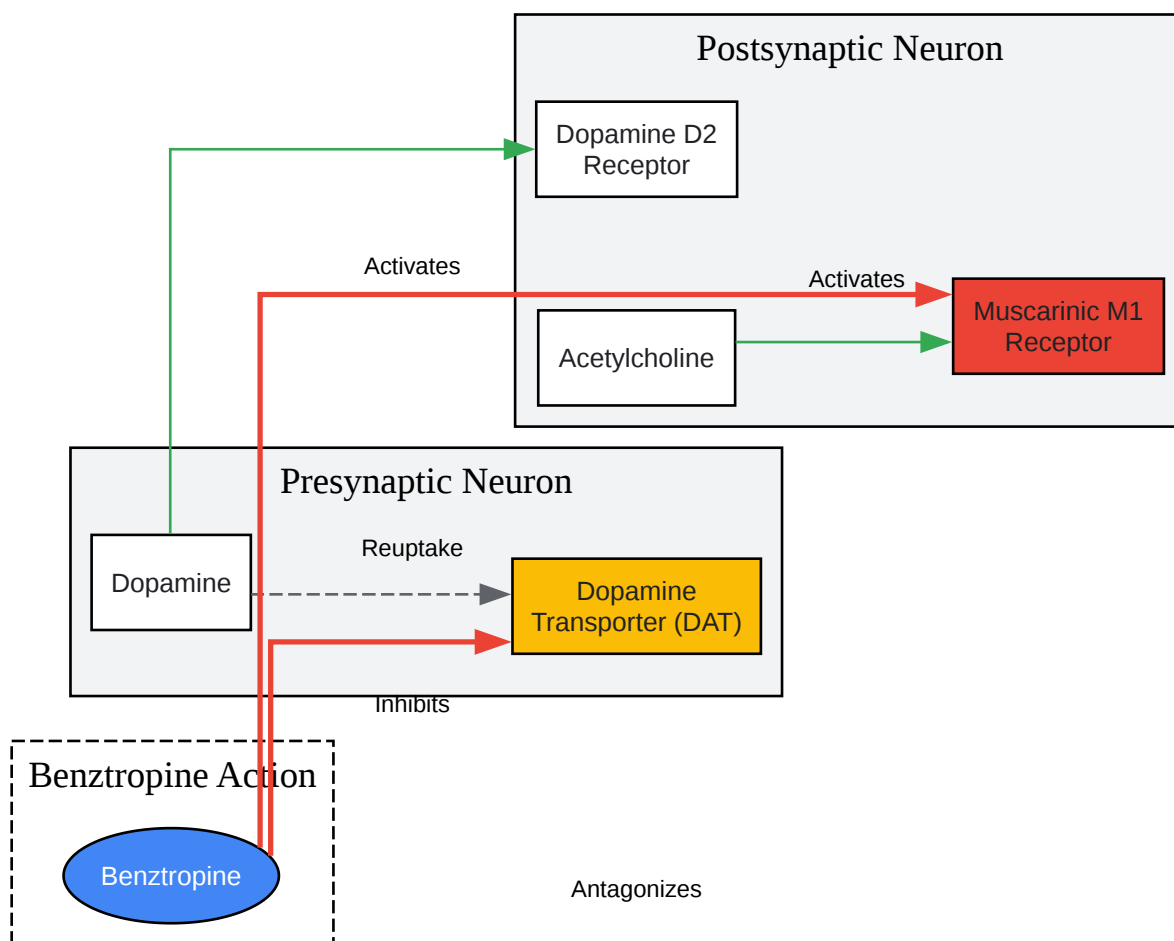 Postsynaptic Neuron
Dopamine D2
Receptor
Activates
Activates
Muscarinic M1
Receptor
Acetylcholine
Presynaptic Neuron
Reuptake
Dopamine
Dopamine
Transporter (DAT)
Inhibits
Benztropine Action
Benztropine
Antagonizes